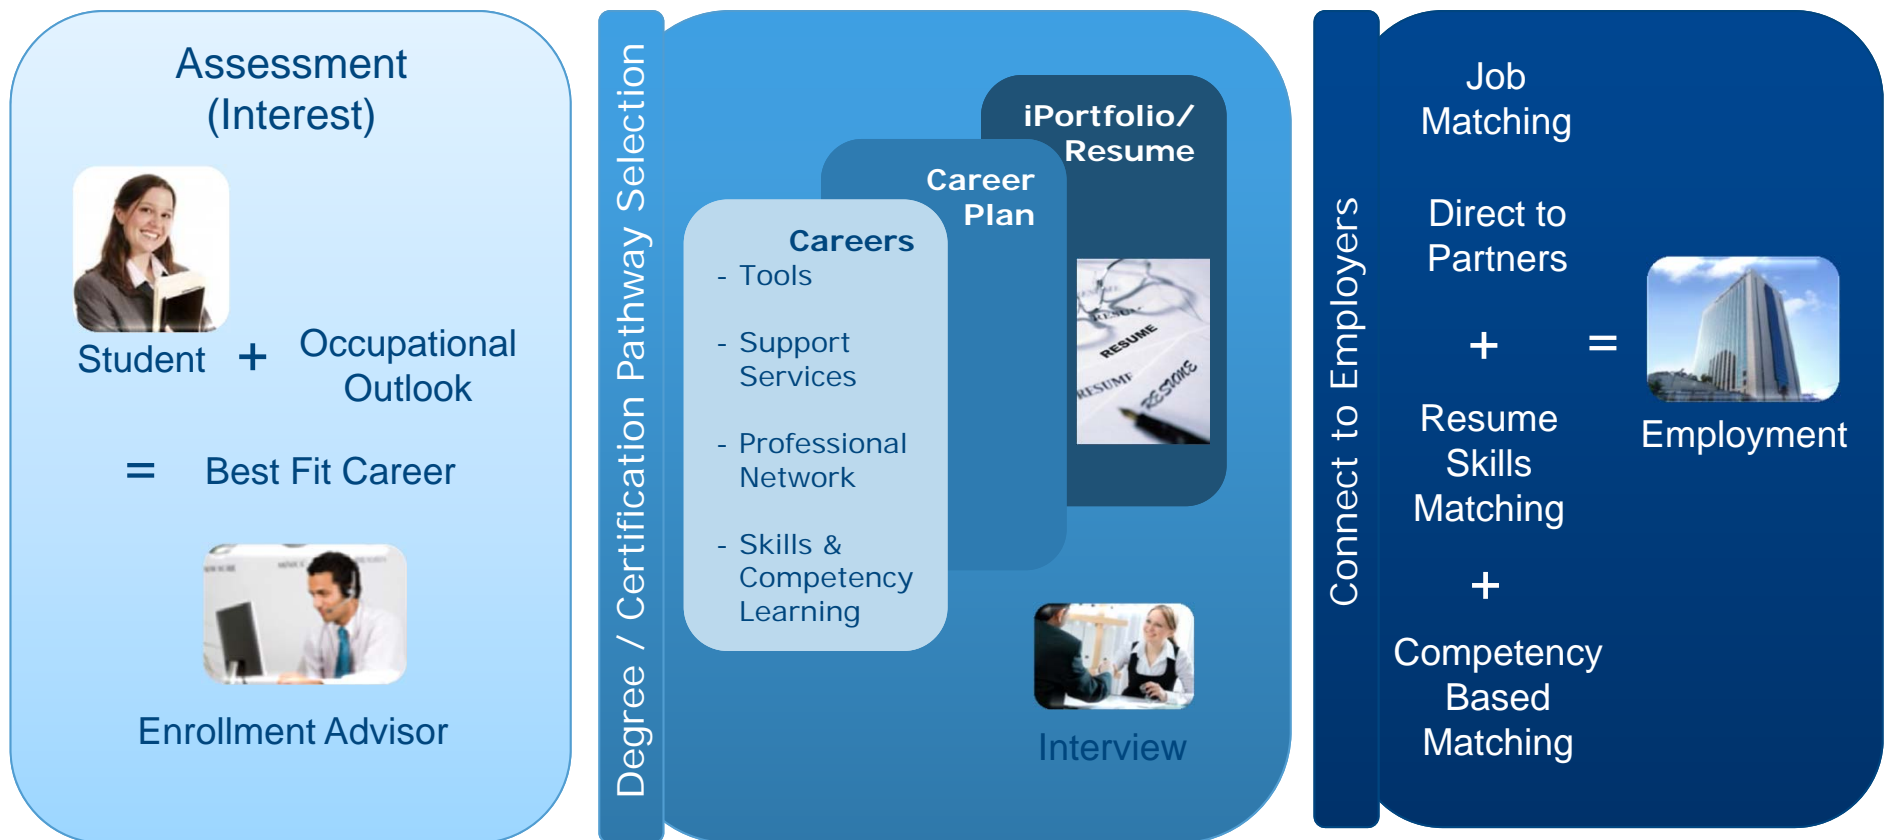 Assessment
(Interest)
Student + Occupational
Outlook
= Best Fit Career
Enrollment Advisor
Degree / Certification Pathway Selection
iPortfolio/
Resume
Career
Plan
Careers
- Tools
- Support
Services
- Professional
Network
- Skills &
Competency
Learning
RESUME
RESUME
RESUME
Interview
Connect to Employers
Job
Matching
Direct to
Partners
+
Resume
Skills
Matching
+
Competency
Based
Matching
=
Employment